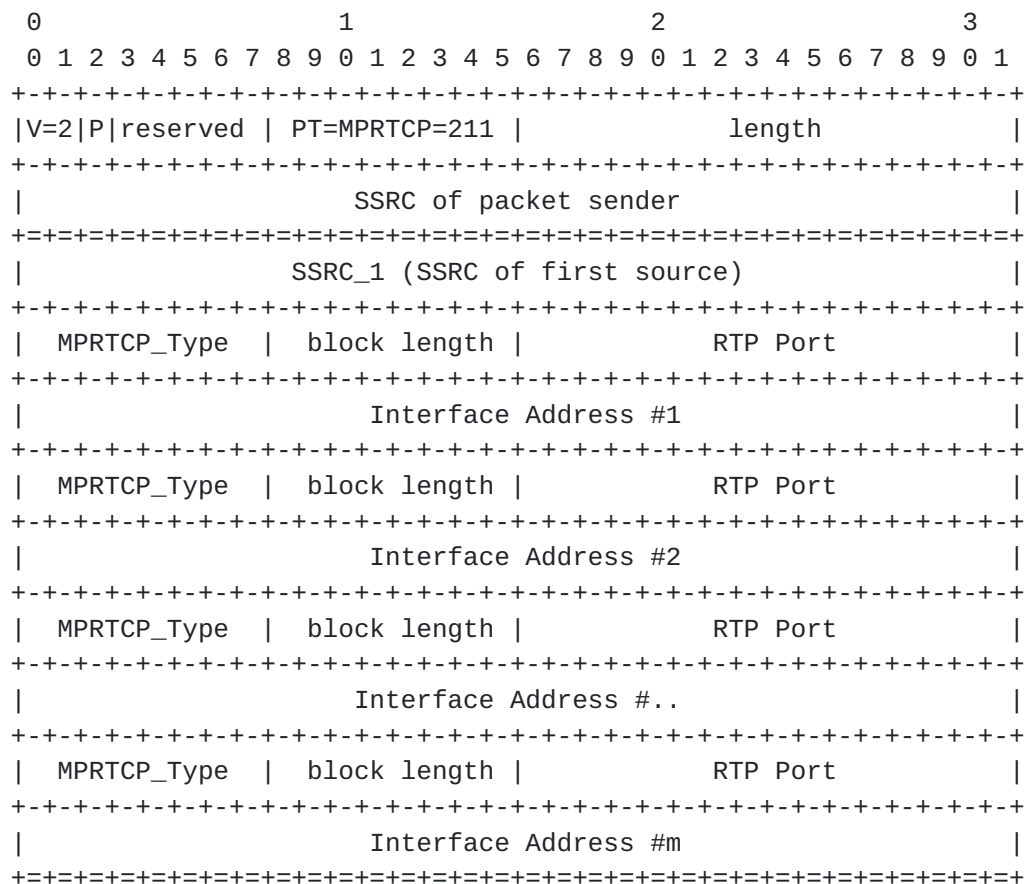 0                   1                   2                   3
 0 1 2 3 4 5 6 7 8 9 0 1 2 3 4 5 6 7 8 9 0 1 2 3 4 5 6 7 8 9 0 1
+-+-+-+-+-+-+-+-+-+-+-+-+-+-+-+-+-+-+-+-+-+-+-+-+-+-+-+-+-+-+-+-+
|V=2|P|reserved | PT=MPRTCP=211 |             length            |
+-+-+-+-+-+-+-+-+-+-+-+-+-+-+-+-+-+-+-+-+-+-+-+-+-+-+-+-+-+-+-+-+
|                     SSRC of packet sender                     |
+=+=+=+=+=+=+=+=+=+=+=+=+=+=+=+=+=+=+=+=+=+=+=+=+=+=+=+=+=+=+=+=+
|                 SSRC_1 (SSRC of first source)                 |
+-+-+-+-+-+-+-+-+-+-+-+-+-+-+-+-+-+-+-+-+-+-+-+-+-+-+-+-+-+-+-+-+
|  MPRTCP_Type  |  block length |            RTP Port           |
+-+-+-+-+-+-+-+-+-+-+-+-+-+-+-+-+-+-+-+-+-+-+-+-+-+-+-+-+-+-+-+-+
|                      Interface Address #1                     |
+-+-+-+-+-+-+-+-+-+-+-+-+-+-+-+-+-+-+-+-+-+-+-+-+-+-+-+-+-+-+-+-+
|  MPRTCP_Type  |  block length |            RTP Port           |
+-+-+-+-+-+-+-+-+-+-+-+-+-+-+-+-+-+-+-+-+-+-+-+-+-+-+-+-+-+-+-+-+
|                      Interface Address #2                     |
+-+-+-+-+-+-+-+-+-+-+-+-+-+-+-+-+-+-+-+-+-+-+-+-+-+-+-+-+-+-+-+-+
|  MPRTCP_Type  |  block length |            RTP Port           |
+-+-+-+-+-+-+-+-+-+-+-+-+-+-+-+-+-+-+-+-+-+-+-+-+-+-+-+-+-+-+-+-+
|                     Interface Address #..                     |
+-+-+-+-+-+-+-+-+-+-+-+-+-+-+-+-+-+-+-+-+-+-+-+-+-+-+-+-+-+-+-+-+
|  MPRTCP_Type  |  block length |            RTP Port           |
+-+-+-+-+-+-+-+-+-+-+-+-+-+-+-+-+-+-+-+-+-+-+-+-+-+-+-+-+-+-+-+-+
|                      Interface Address #m                     |
+=+=+=+=+=+=+=+=+=+=+=+=+=+=+=+=+=+=+=+=+=+=+=+=+=+=+=+=+=+=+=+=+